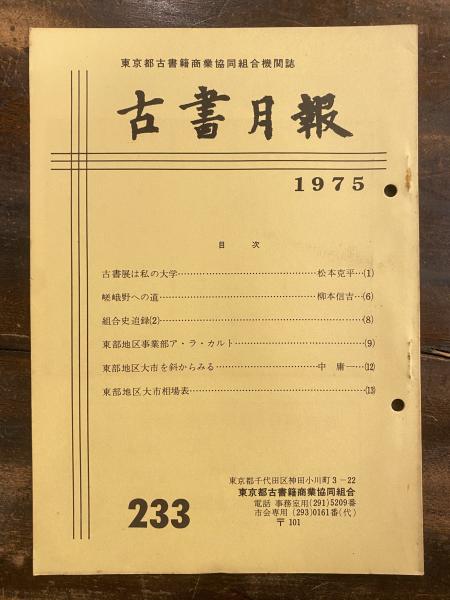 東京都古書籍商業協同組合機関誌
古書月報
1975
目次
古書展は私の大学…………………………松本克平…(1)
嵯峨野への道………………………………柳本信吉…(6)
組合史追録(2)……………………………………………(8)
東部地区事業部ア・ラ・カルト…………………………(9)
東部地区大市を斜からみる………………中庸一…(12)
東部地区大市相場表………………………………………(13)
東京都千代田区神田小川町3-22
東京都古書籍商業協同組合
電話 事務室用(291)5209番
市会専用 (293)0161番(代)
〒101
233